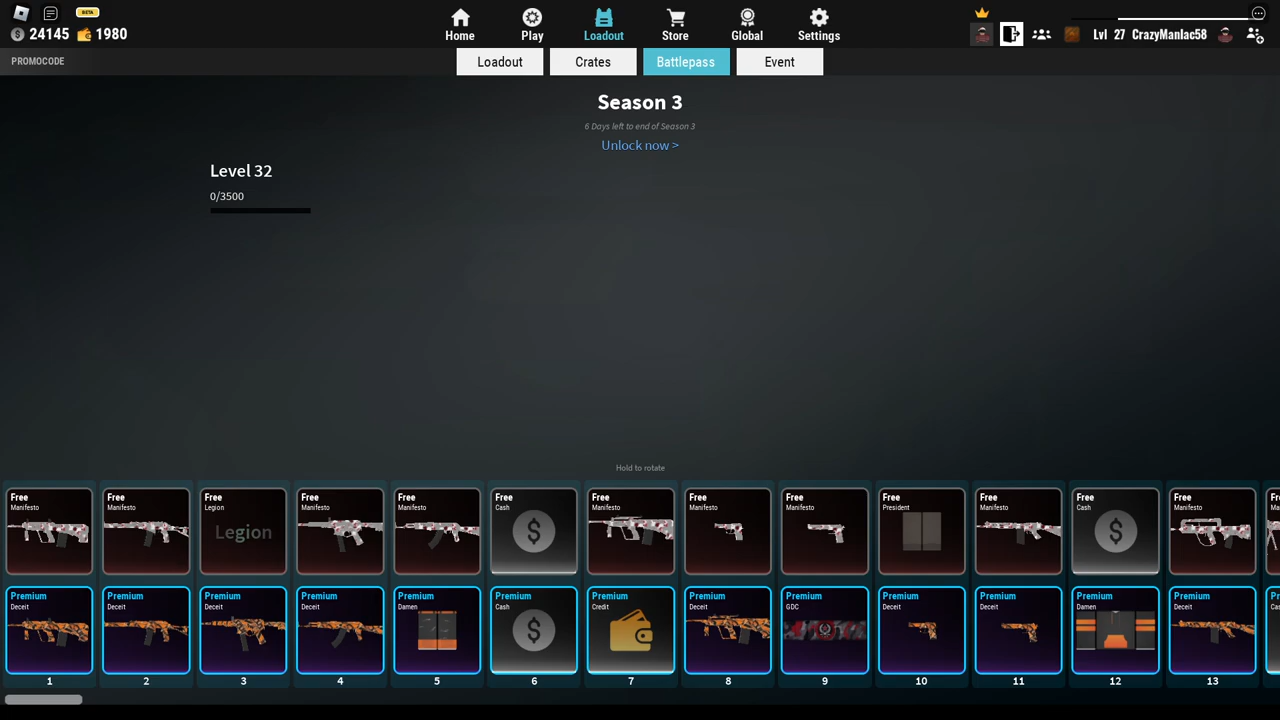 BETA
24145 1980
Home Play Loadout Store Global Settings
Lvl 27 CrazyManiac58
PROMOCODE
Loadout Crates Battlepass Event
Season 3
6 Days left to end of Season 3
Unlock now >
Level 32
0/3500
Hold to rotate
Free Free Free Free Free Free Free Free Free Free Free Free Free
Manifesto Manifesto Legion Manifesto Manifesto Cash Manifesto Manifesto Manifesto President Manifesto Cash Manifesto
Legion
Premium Premium Premium Premium Premium Premium Premium Premium Premium Premium Premium Premium Premium
Deceit Deceit Deceit Deceit Damen Cash Credit Deceit GDC Deceit Deceit Damen Deceit
1 2 3 4 5 6 7 8 9 10 11 12 13